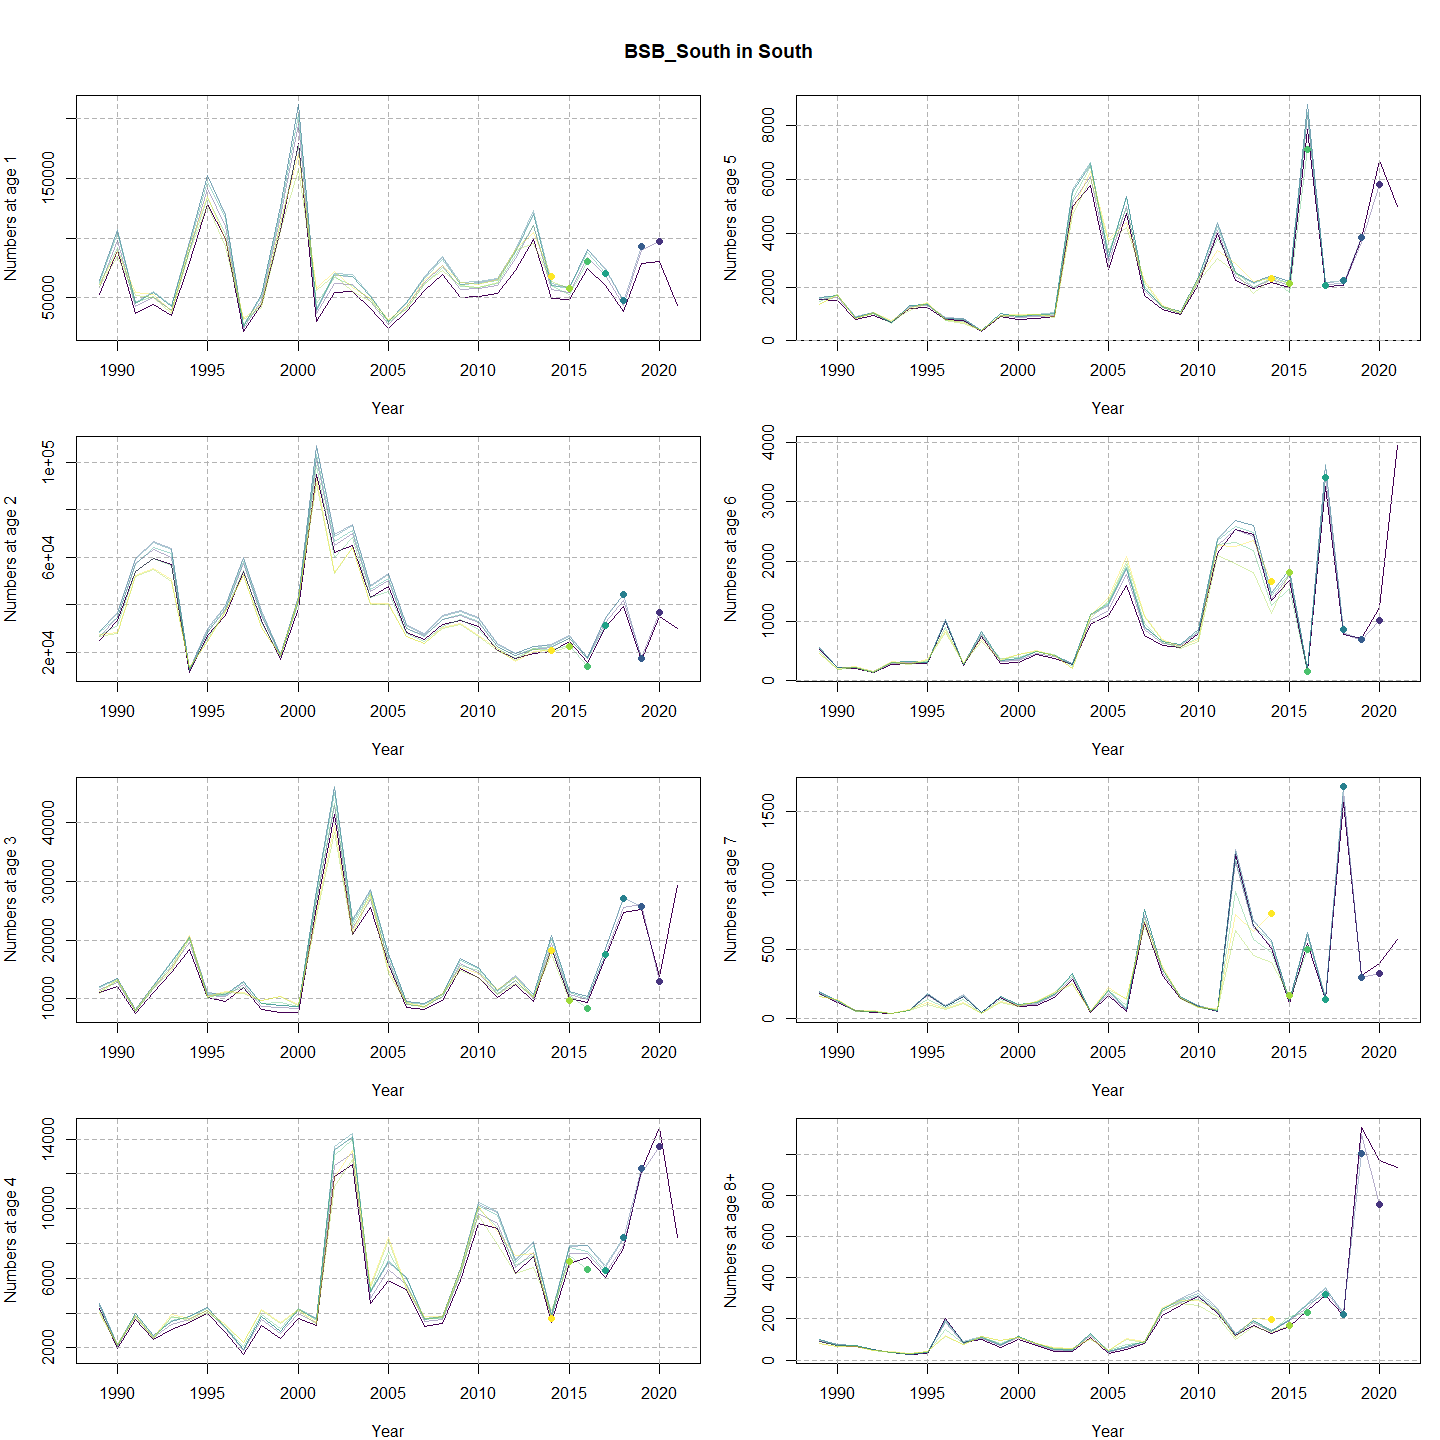 BSB_South in South
Numbers at age 1
50000 150000
1990 1995 2000 2005 2010 2015 2020
Year
Numbers at age 5
0 2000 4000 6000 8000
1990 1995 2000 2005 2010 2015 2020
Year
Numbers at age 2
2e+04 6e+04 1e+05
1990 1995 2000 2005 2010 2015 2020
Year
Numbers at age 6
0 1000 2000 3000 4000
1990 1995 2000 2005 2010 2015 2020
Year
Numbers at age 3
10000 20000 30000 40000
1990 1995 2000 2005 2010 2015 2020
Year
Numbers at age 7
0 500 1000 1500
1990 1995 2000 2005 2010 2015 2020
Year
Numbers at age 4
2000 6000 10000 14000
1990 1995 2000 2005 2010 2015 2020
Year
Numbers at age 8+
0 200 400 600 800
1990 1995 2000 2005 2010 2015 2020
Year